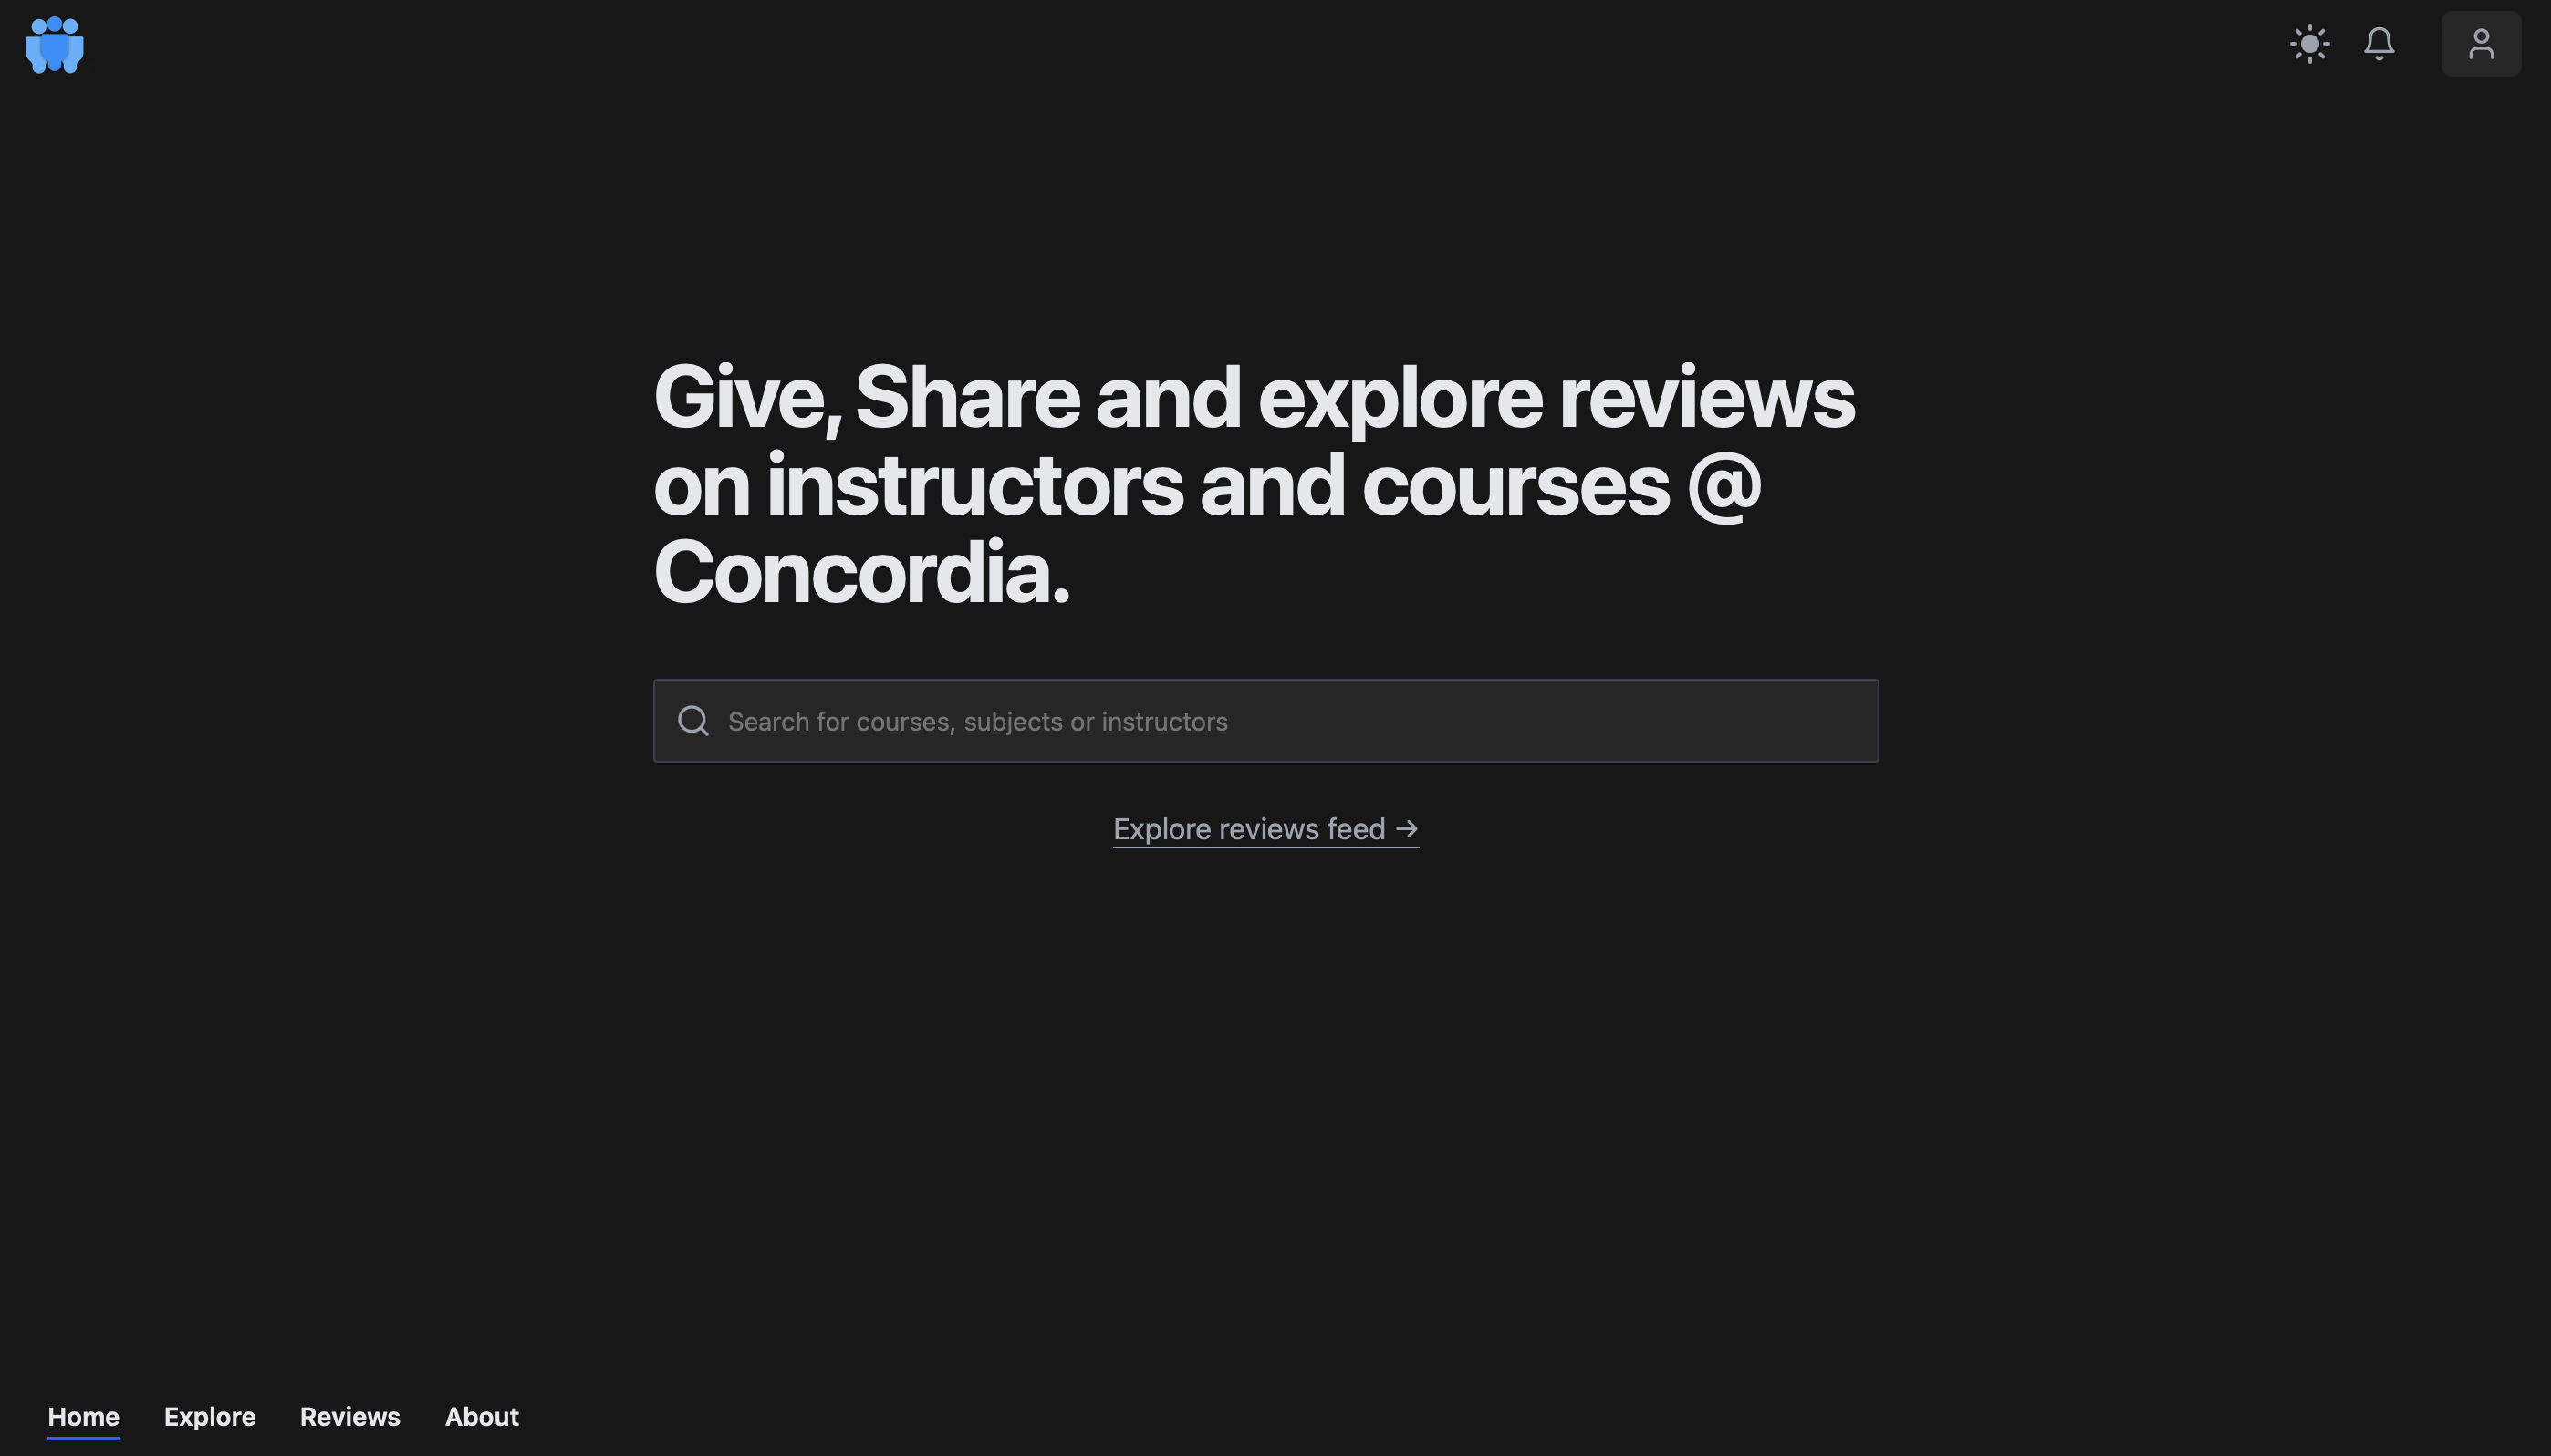 Give, Share and explore reviews
on instructors and courses @
Concordia.
Search for courses, subjects or instructors
Explore reviews feed →
Home Explore Reviews About